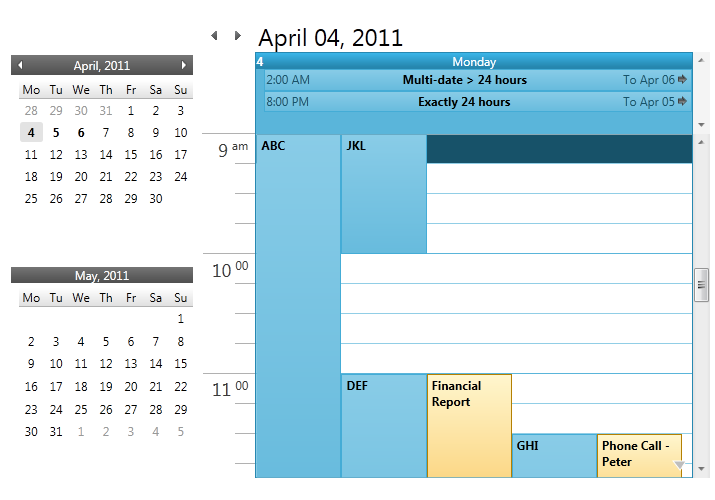 April 04, 2011
April, 2011
Mo Tu We Th Fr Sa Su
28 29 30 31 1 2 3
4 5 6 7 8 9 10
11 12 13 14 15 16 17
18 19 20 21 22 23 24
25 26 27 28 29 30
May, 2011
Mo Tu We Th Fr Sa Su
1
2 3 4 5 6 7 8
9 10 11 12 13 14 15
16 17 18 19 20 21 22
23 24 25 26 27 28 29
30 31 1 2 3 4 5
4 Monday
2:00 AM Multi-date > 24 hours To Apr 06
8:00 PM Exactly 24 hours To Apr 05
9 am ABC JKL
10 00
11 00 DEF Financial
Report
GHI Phone Call -
Peter